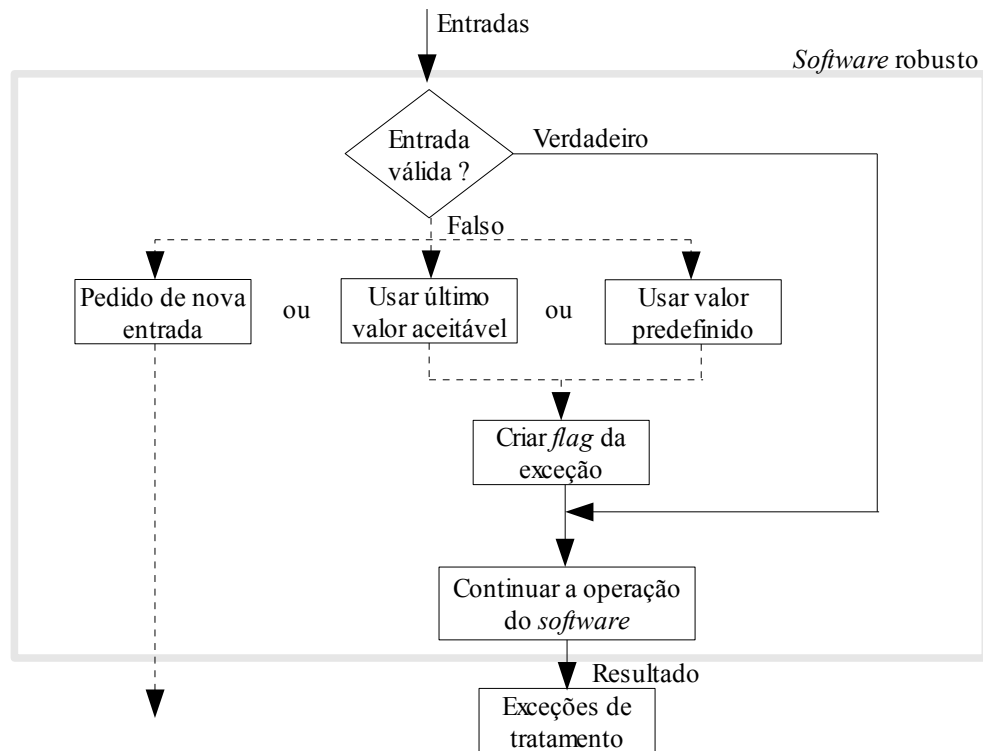 Entradas
Software robusto
Entrada
válida ?
Verdadeiro
Falso
Pedido de nova
entrada
ou
Usar último
valor aceitável
ou
Usar valor
predefinido
Criar flag da
exceção
Continuar a operação
do software
Resultado
Exceções de
tratamento